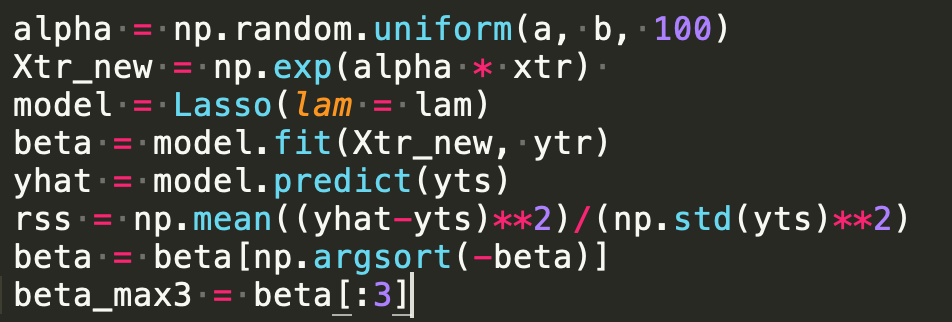 alpha = np.random.uniform(a, b, 100)
Xtr_new = np.exp(alpha * xtr)
model = Lasso(lam = lam)
beta = model.fit(Xtr_new, ytr)
yhat = model.predict(yts)
rss = np.mean((yhat-yts)**2)/(np.std(yts)**2)
beta = beta[np.argsort(-beta)]
beta_max3 = beta[:3]